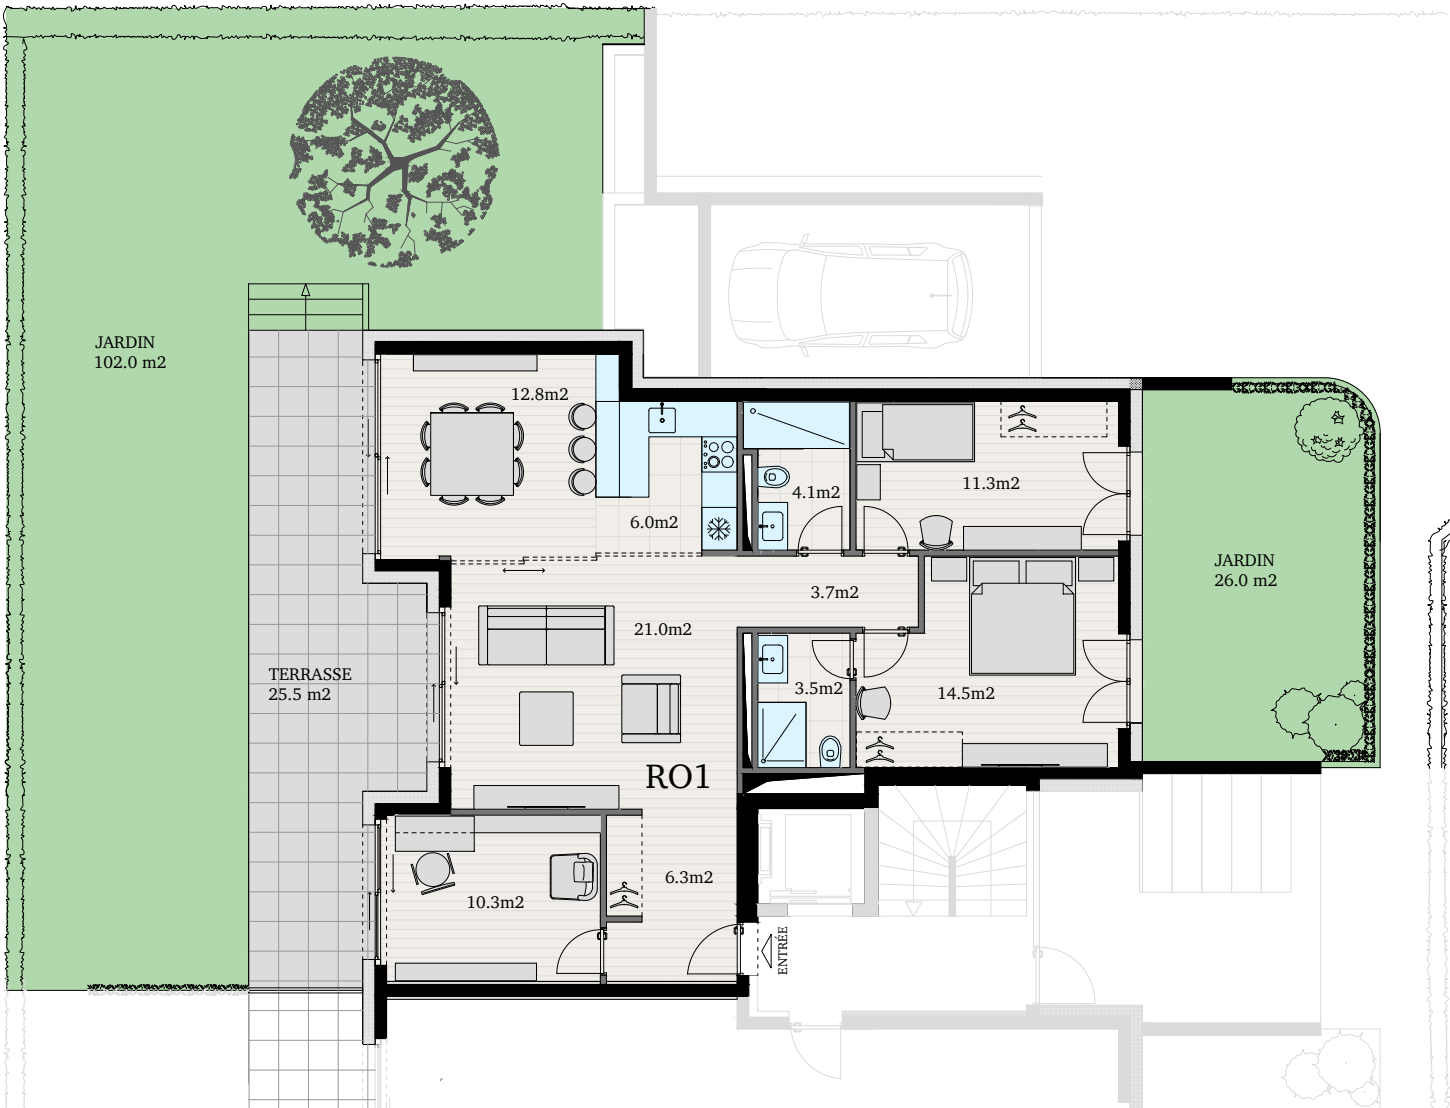 JARDIN
102.0 m2
12.8m2
6.0m2
4.1m2
11.3m2
JARDIN
26.0 m2
3.7m2
21.0m2
TERRASSE
25.5 m2
3.5m2
14.5m2
RO1
6.3m2
10.3m2
ENTRÉE